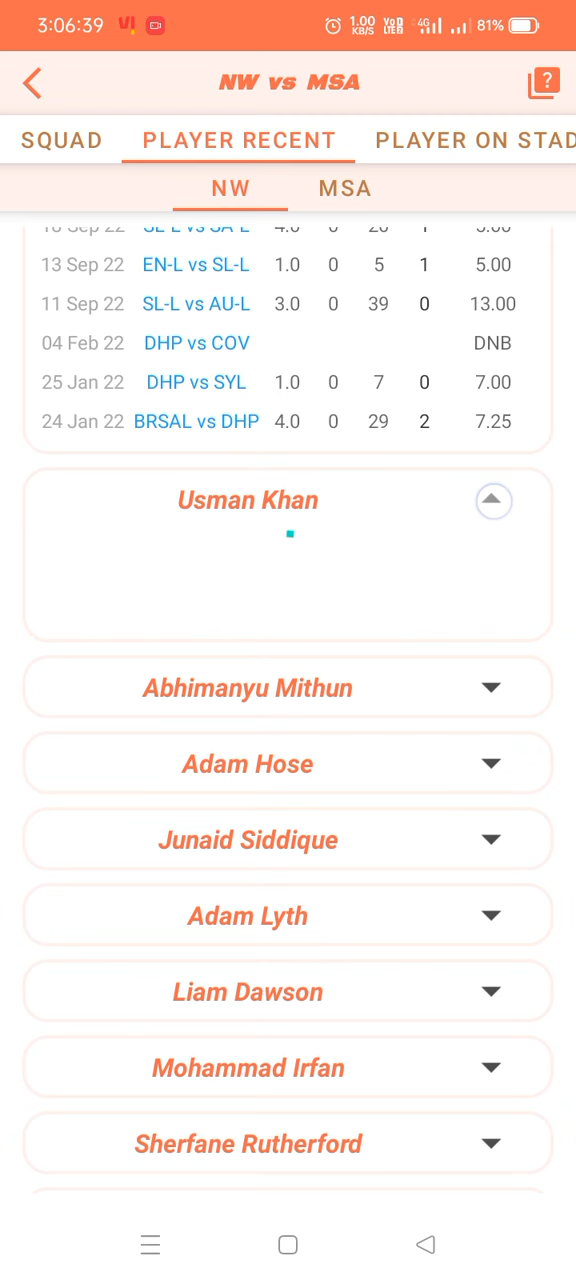 3:06:39 VI 1.00 KB/S VoD LTE 4G 81%
NW vs MSA ?
SQUAD PLAYER RECENT PLAYER ON STAD
NW MSA
13 Sep 22 EN-L vs SL-L 1.0 0 5 1 5.00
11 Sep 22 SL-L vs AU-L 3.0 0 39 0 13.00
04 Feb 22 DHP vs COV DNB
25 Jan 22 DHP vs SYL 1.0 0 7 0 7.00
24 Jan 22 BRSAL vs DHP 4.0 0 29 2 7.25
Usman Khan
Abhimanyu Mithun
Adam Hose
Junaid Siddique
Adam Lyth
Liam Dawson
Mohammad Irfan
Sherfane Rutherford